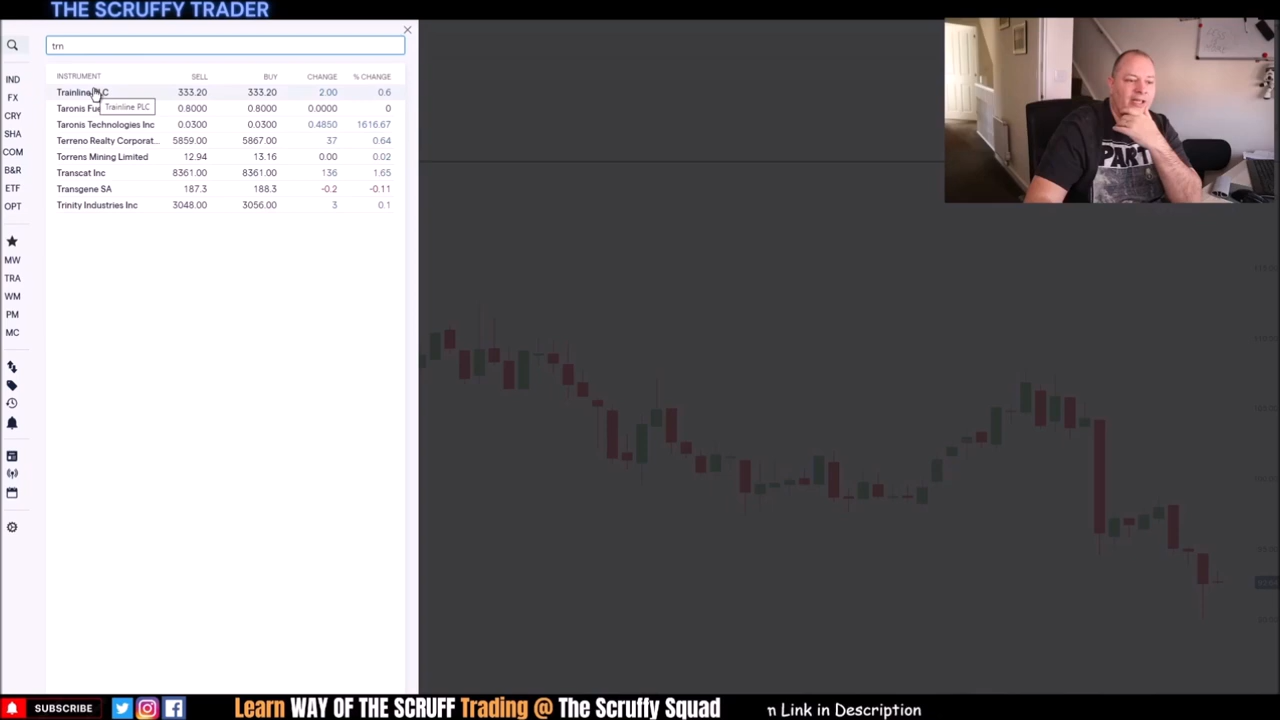 THE SCRUFFY TRADER
trn
INSTRUMENT SELL BUY CHANGE % CHANGE
Trainline PLC 333.20 333.20 2.00 0.6
Trainline PLC
Taronis Fue 0.8000 0.8000 0.0000 0
Taronis Technologies Inc 0.0300 0.0300 0.4850 1616.67
Terreno Realty Corporat... 5859.00 5867.00 37 0.64
Torrens Mining Limited 12.94 13.16 0.00 0.02
Transcat Inc 8361.00 8361.00 136 1.65
Transgene SA 187.3 188.3 -0.2 -0.11
Trinity Industries Inc 3048.00 3056.00 3 0.1
IND
FX
CRY
SHA
COM
B&R
ETF
OPT
MW
TRA
WM
PM
MC
PART
SUBSCRIBE
Learn WAY OF THE SCRUFF Trading @ The Scruffy Squad
n Link in Description